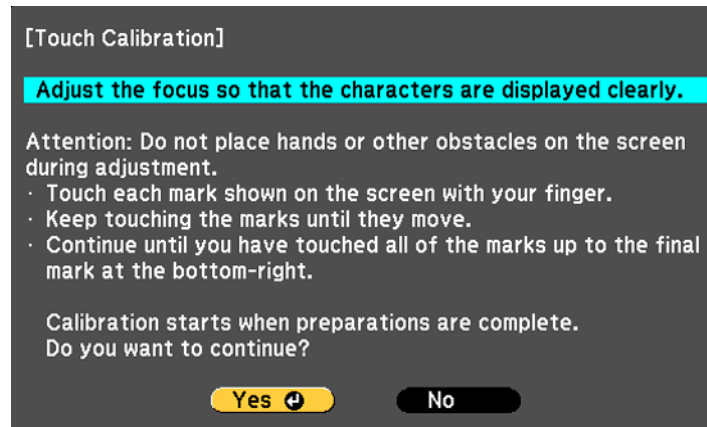 [Touch Calibration]
Adjust the focus so that the characters are displayed clearly.
Attention: Do not place hands or other obstacles on the screen
during adjustment.
· Touch each mark shown on the screen with your finger.
· Keep touching the marks until they move.
· Continue until you have touched all of the marks up to the final
mark at the bottom-right.
Calibration starts when preparations are complete.
Do you want to continue?
Yes No